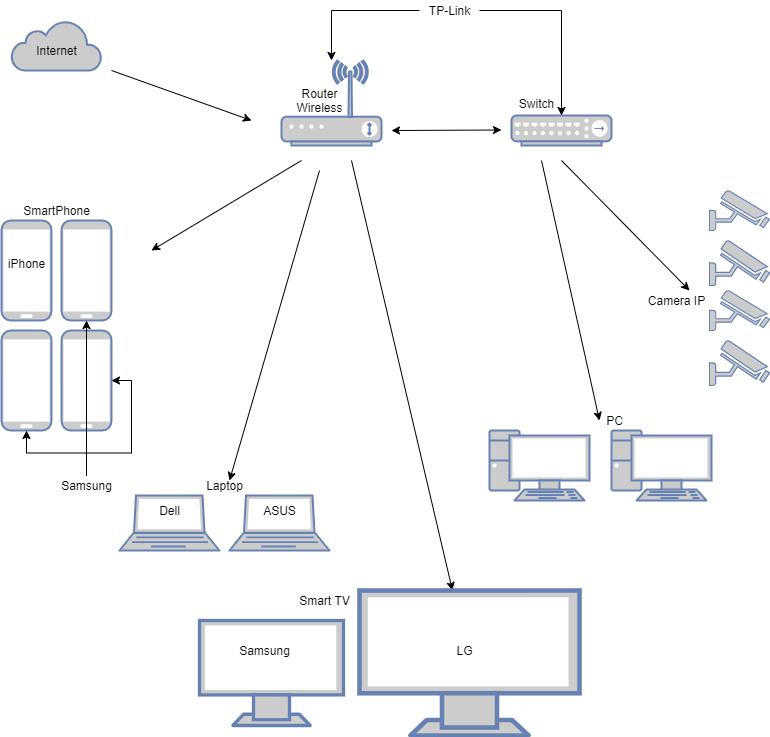 TP-Link
Internet
Router
Wireless
Switch
SmartPhone
iPhone
Camera IP
PC
Samsung
Laptop
Dell
ASUS
Smart TV
Samsung
LG